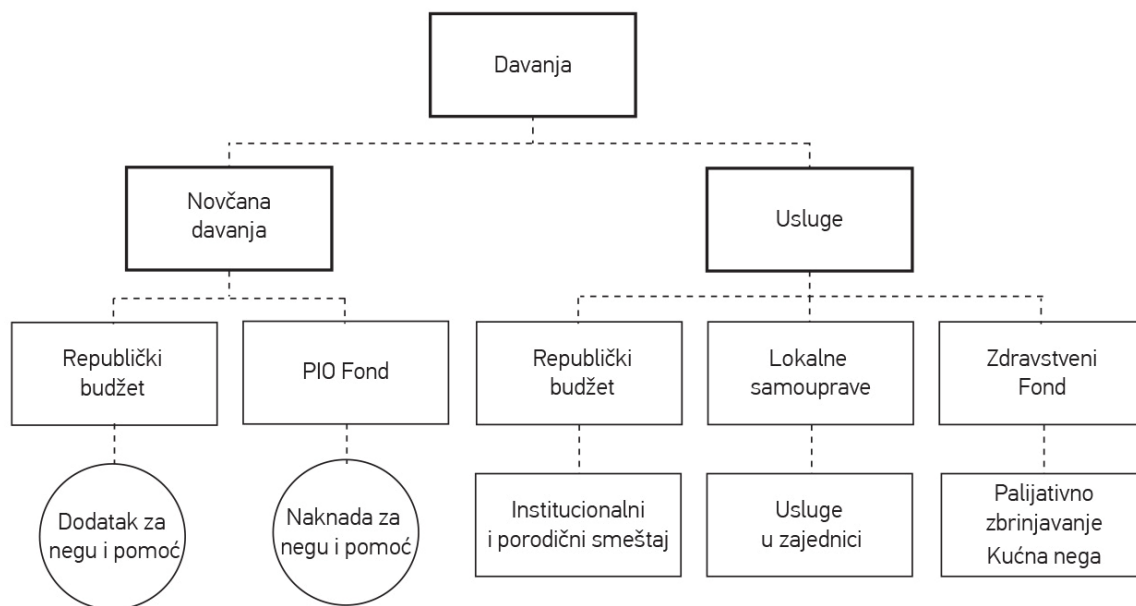 Davanja
Novčana
davanja
Usluge
Republički
budžet
PIO Fond
Republički
budžet
Lokalne
samouprave
Zdravstveni
Fond
Dodatak za
negu i pomoć
Naknada za
negu i pomoć
Institucionalni
i porodični smeštaj
Usluge
u zajednici
Palijativno
zbrinjavanje
Kućna nega